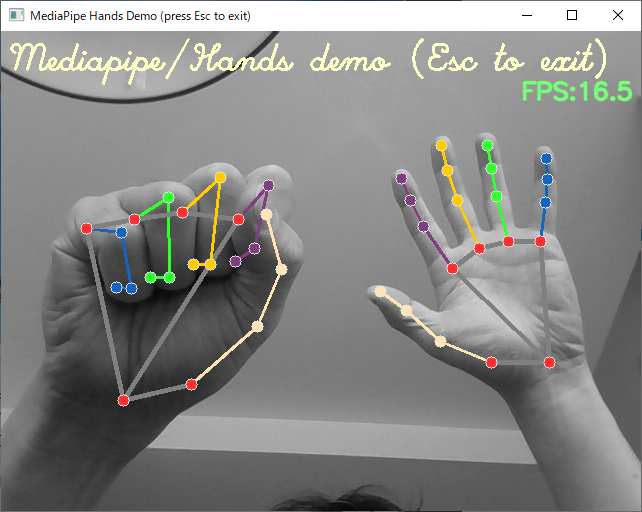 MediaPipe Hands Demo (press Esc to exit)
Mediapipe/Hands demo (Esc to exit)
FPS:16.5